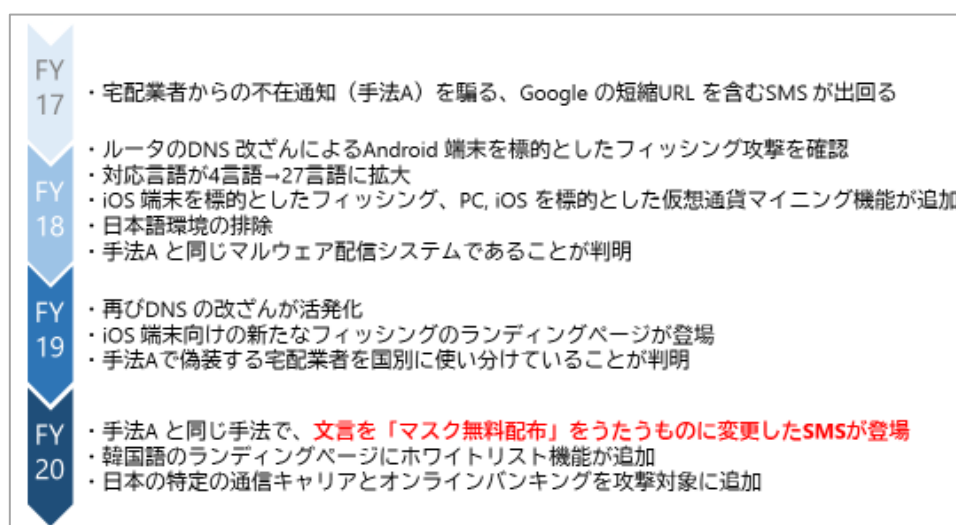 FY
17
・宅配業者からの不在通知（手法A）を騙る、Google の短縮URL を含むSMS が出回る
FY
18
・ルータのDNS 改ざんによるAndroid 端末を標的としたフィッシング攻撃を確認
・対応言語が4言語→27言語に拡大
・iOS 端末を標的としたフィッシング、PC, iOS を標的とした仮想通貨マイニング機能が追加
・日本語環境の排除
・手法A と同じマルウェア配信システムであることが判明
FY
19
・再びDNS の改ざんが活発化
・iOS 端末向けの新たなフィッシングのランディングページが登場
・手法Aで偽装する宅配業者を国別に使い分けていることが判明
FY
20
・手法A と同じ手法で、文言を「マスク無料配布」をうたうものに変更したSMSが登場
・韓国語のランディングページにホワイトリスト機能が追加
・日本の特定の通信キャリアとオンラインバンキングを攻撃対象に追加